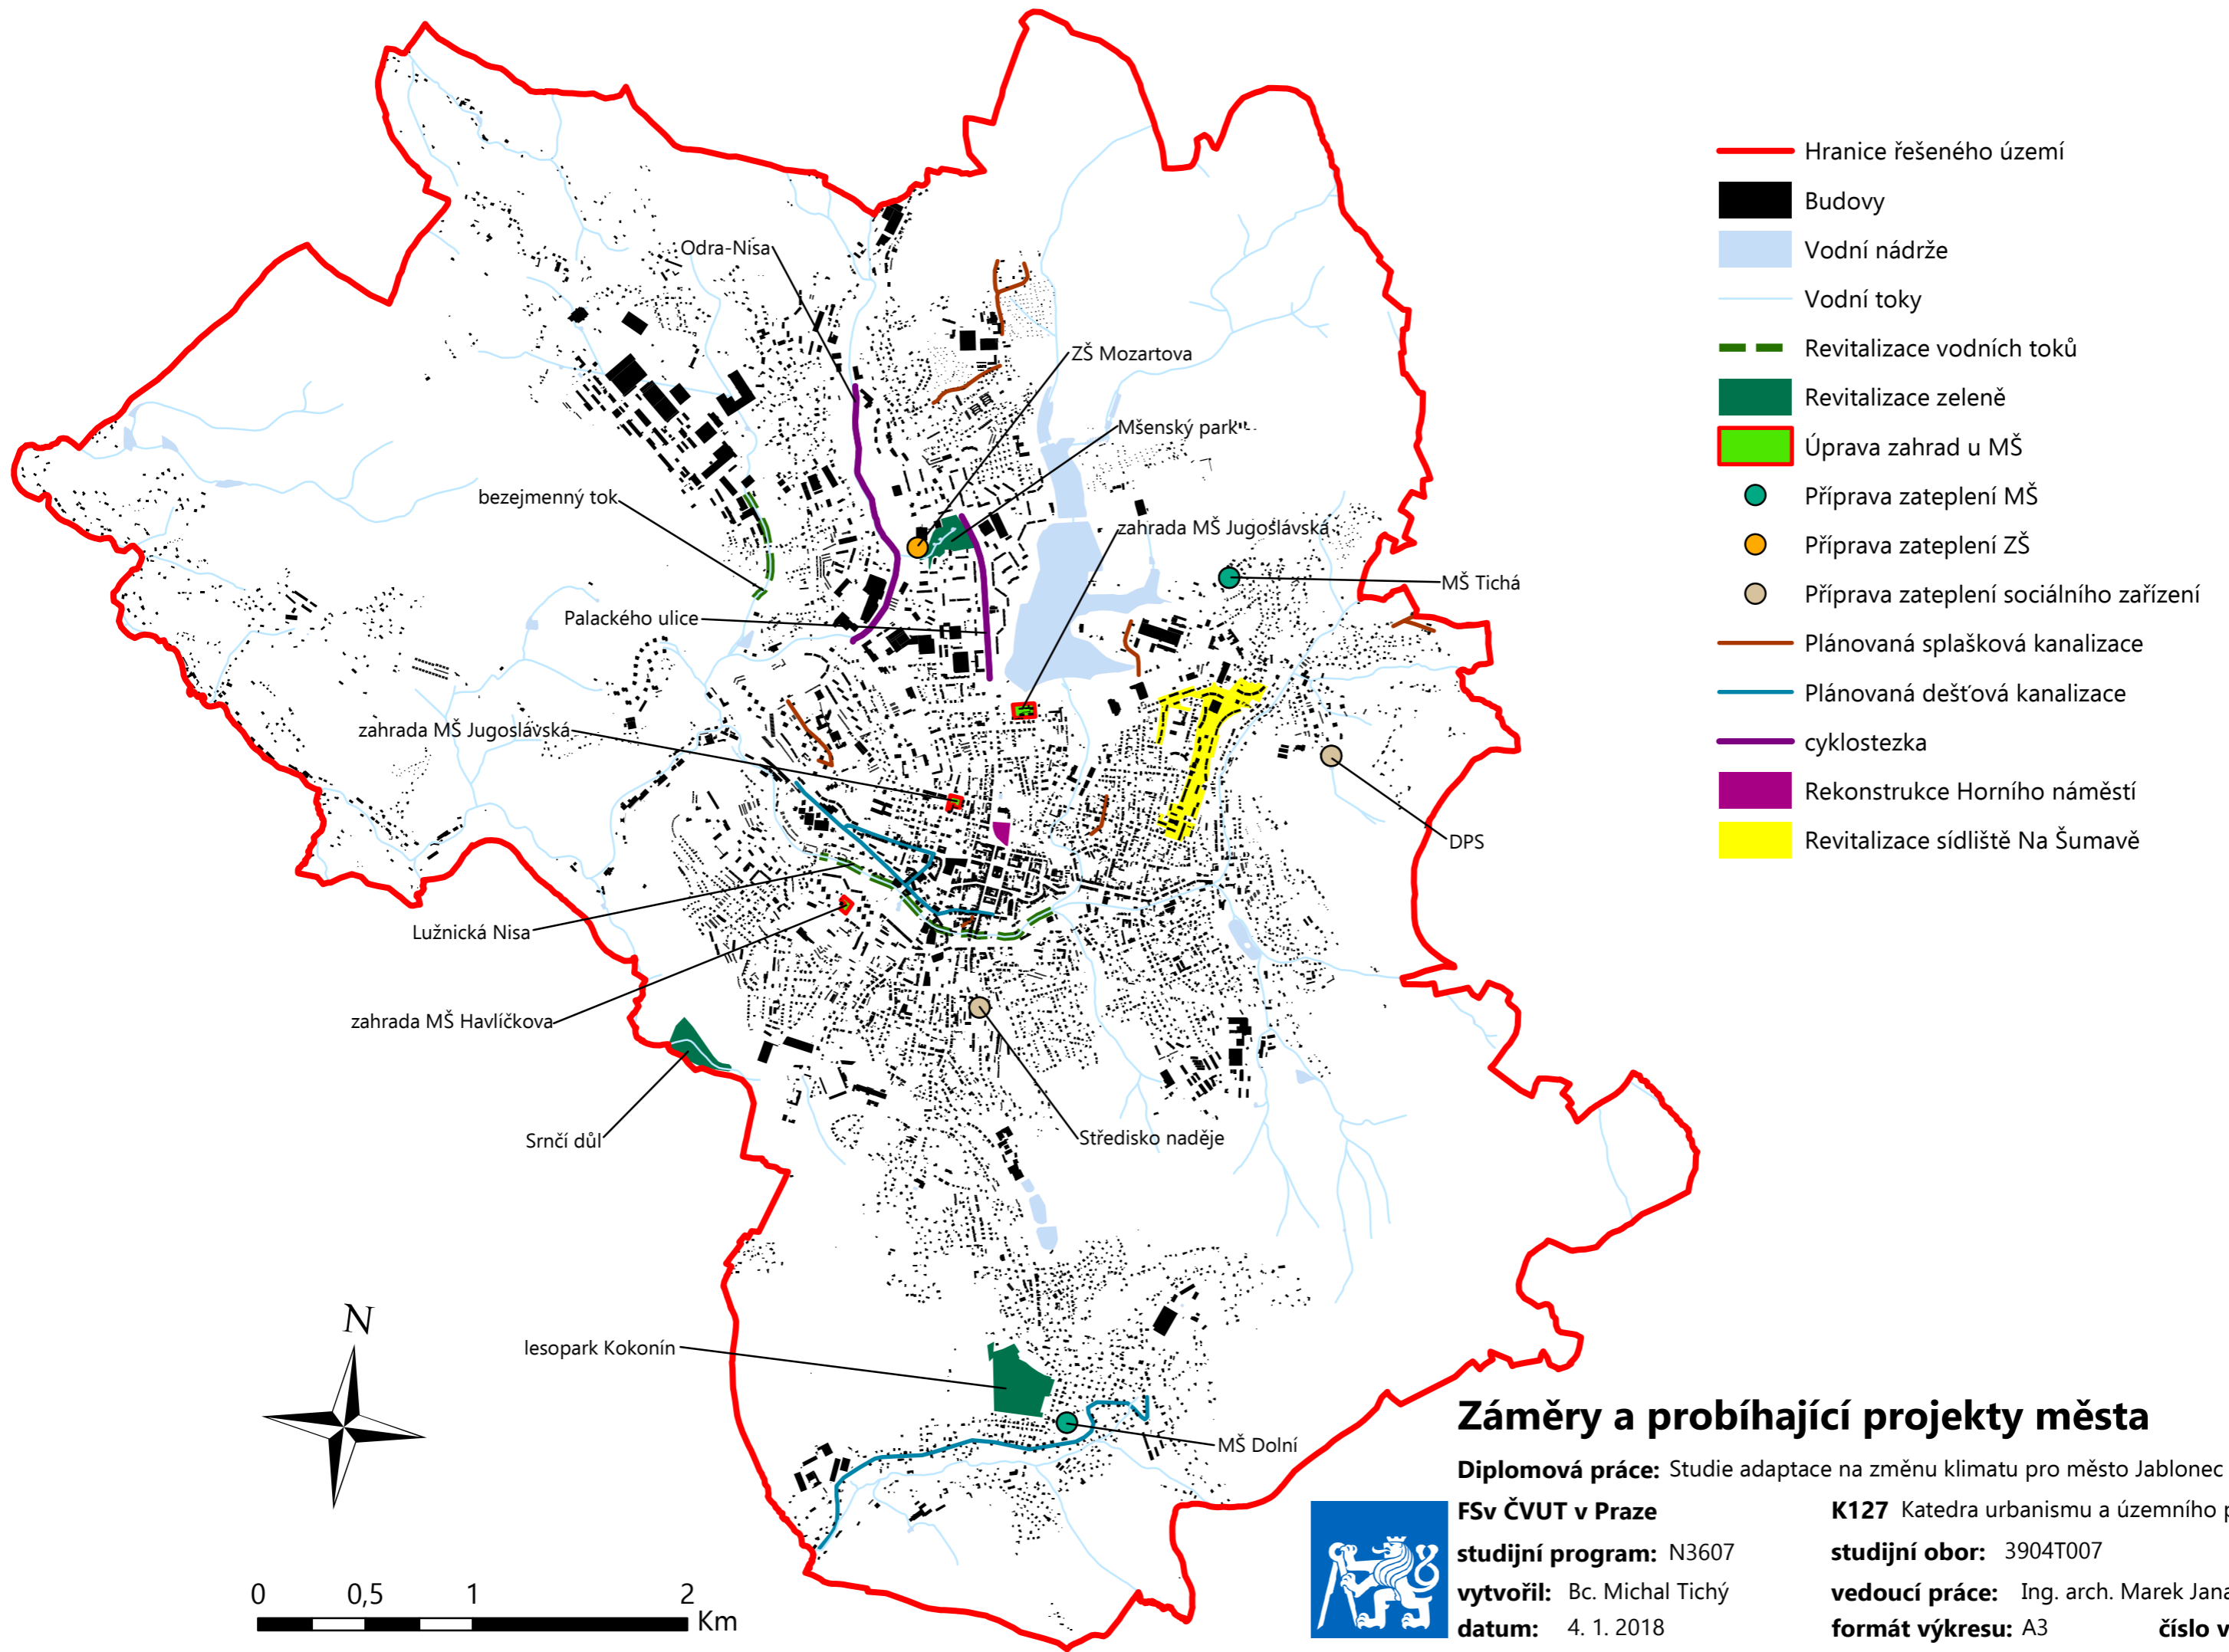 Odra-Nisa
ZŠ Mozartova
Mšenský park
bezejmenný tok
zahrada MŠ Jugoslávská
MŠ Tichá
Palackého ulice
zahrada MŠ Jugoslávská
DPS
Lužnická Nisa
zahrada MŠ Havlíčkova
Srnčí důl
Středisko naděje
lesopark Kokonín
MŠ Dolní
Hranice řešeného území
Budovy
Vodní nádrže
Vodní toky
Revitalizace vodních toků
Revitalizace zeleně
Úprava zahrad u MŠ
Příprava zateplení MŠ
Příprava zateplení ZŠ
Příprava zateplení sociálního zařízení
Plánovaná splašková kanalizace
Plánovaná dešťová kanalizace
cyklostezka
Rekonstrukce Horního náměstí
Revitalizace sídliště Na Šumavě
N
0 0,5 1 2
Km
Záměry a probíhající projekty města
Diplomová práce: Studie adaptace na změnu klimatu pro město Jablonec
FSv ČVUT v Praze K127 Katedra urbanismu a územního
studijní program: N3607 studijní obor: 3904T007
vytvořil: Bc. Michal Tichý vedoucí práce: Ing. arch. Marek
datum: 4. 1. 2018 formát výkresu: A3 číslo